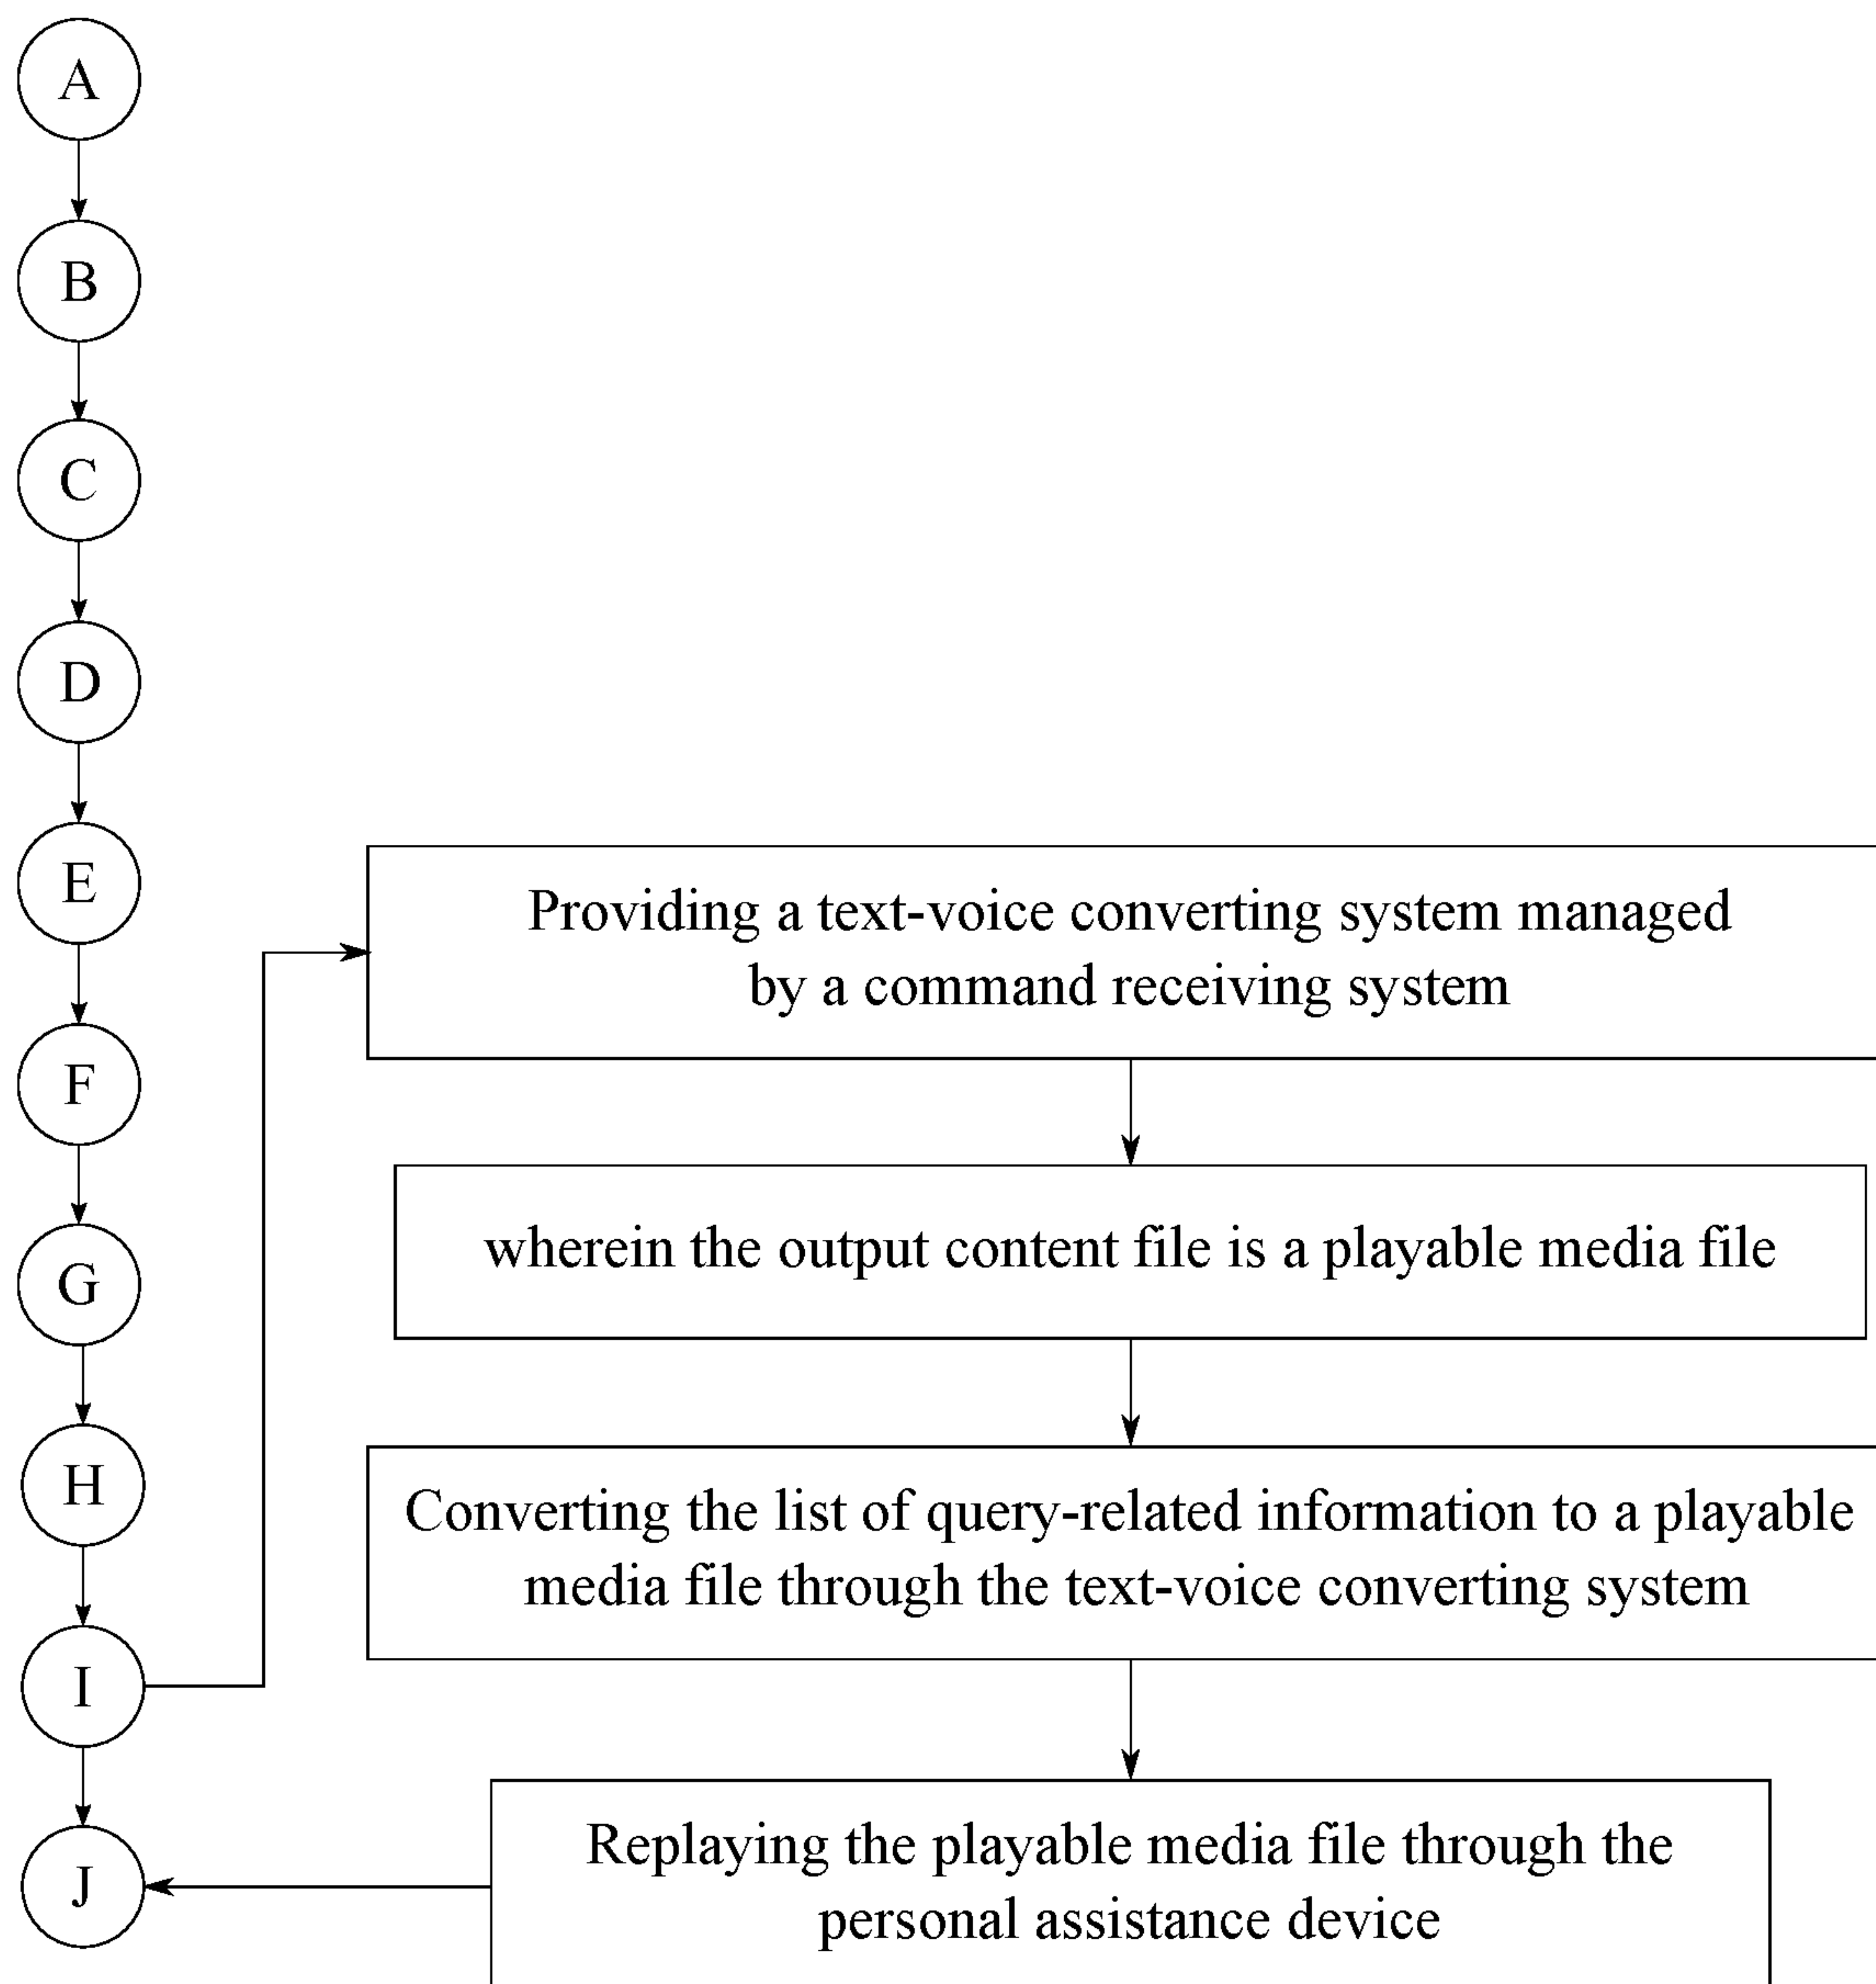 A
B
C
D
E
F
G
H
I
J
Providing a text-voice converting system managed
by a command receiving system
wherein the output content file is a playable media file
Converting the list of query-related information to a playable
media file through the text-voice converting system
Replaying the playable media file through the
personal assistance device